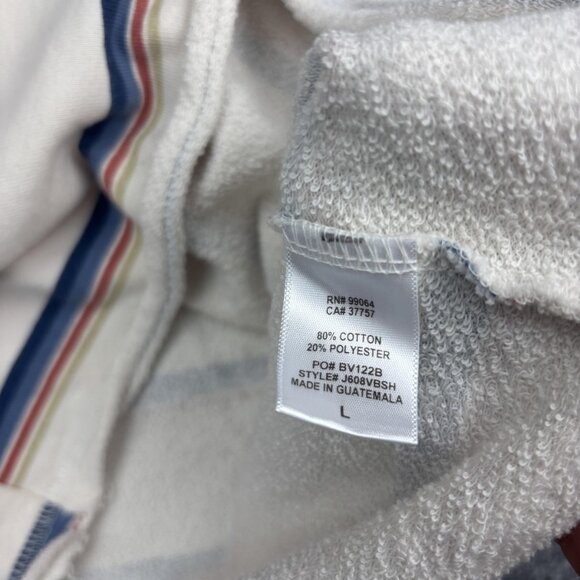 RN# 99064
CA# 37757
80% COTTON
20% POLYESTER
PO# BV122B
STYLE# J608VBSH
MADE IN GUATEMALA
L